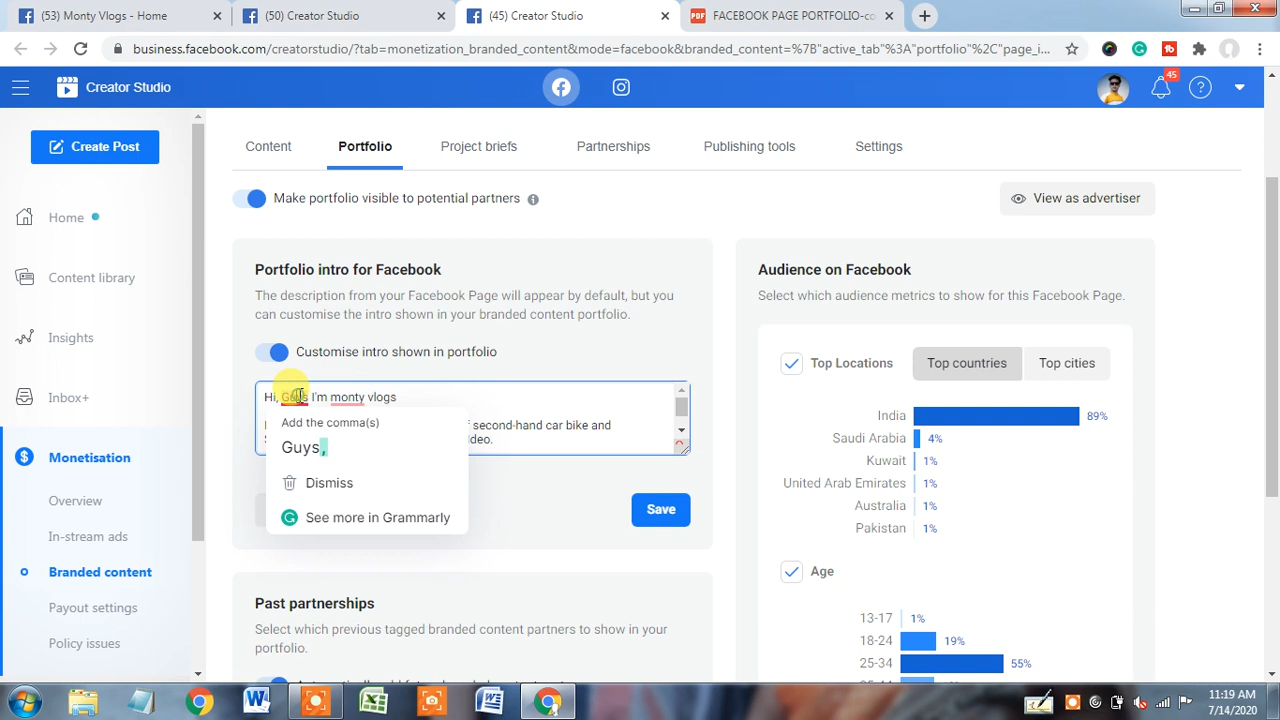 (53) Monty Vlogs - Home
(50) Creator Studio
(45) Creator Studio
PDF FACEBOOK PAGE PORTFOLIO-co
business.facebook.com/creatorstudio/?tab=monetization_branded_content&mode=facebook&branded_content=%7B"active_tab"%3A"portfolio"%2C"page_i...
Creator Studio
45
Create Post
Home
Content library
Insights
Inbox+
Monetisation
Overview
In-stream ads
Branded content
Payout settings
Policy issues
Content
Portfolio
Project briefs
Partnerships
Publishing tools
Settings
Make portfolio visible to potential partners
View as advertiser
Portfolio intro for Facebook
The description from your Facebook Page will appear by default, but you
can customise the intro shown in your branded content portfolio.
Customise intro shown in portfolio
Hi, Guys I'm monty vlogs
f second-hand car bike and
deo.
Add the comma(s)
Guys,
Dismiss
See more in Grammarly
Save
Past partnerships
Select which previous tagged branded content partners to show in your
portfolio.
Audience on Facebook
Select which audience metrics to show for this Facebook Page.
Top Locations
Top countries
Top cities
India 89%
Saudi Arabia 4%
Kuwait 1%
United Arab Emirates 1%
Australia 1%
Pakistan 1%
Age
13-17 1%
18-24 19%
25-34 55%
11:19 AM
7/14/2020